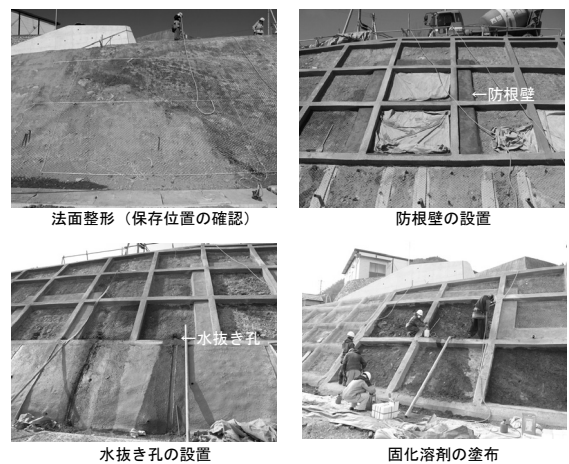 法面整形（保存位置の確認）
←防根壁
防根壁の設置
←水抜き孔
水抜き孔の設置
固化溶剤の塗布